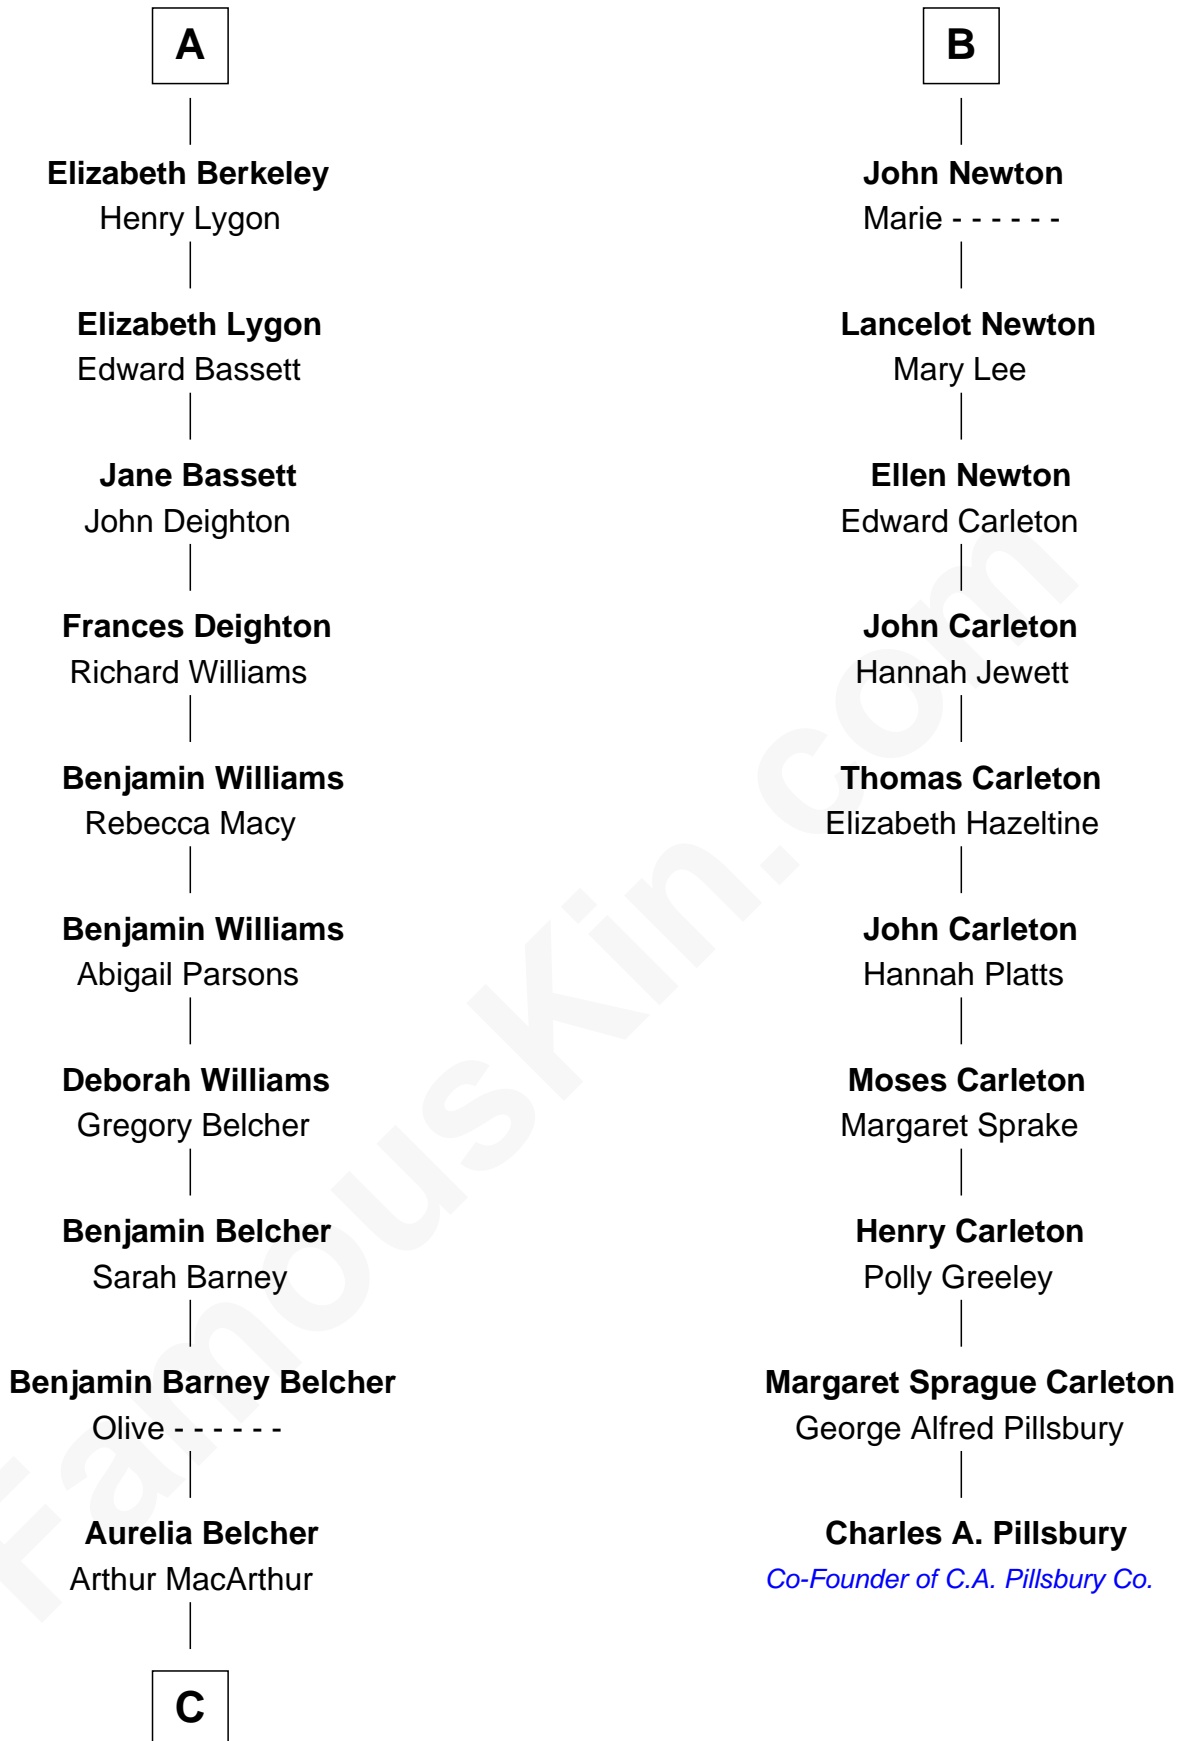 A
Elizabeth Berkeley
Henry Lygon
Elizabeth Lygon
Edward Bassett
Jane Bassett
John Deighton
Frances Deighton
Richard Williams
Benjamin Williams
Rebecca Macy
Benjamin Williams
Abigail Parsons
Deborah Williams
Gregory Belcher
Benjamin Belcher
Sarah Barney
Benjamin Barney Belcher
Olive - - - - - -
Aurelia Belcher
Arthur MacArthur
C
B
John Newton
Marie - - - - - -
Lancelot Newton
Mary Lee
Ellen Newton
Edward Carleton
John Carleton
Hannah Jewett
Thomas Carleton
Elizabeth Hazeltine
John Carleton
Hannah Platts
Moses Carleton
Margaret Sprake
Henry Carleton
Polly Greeley
Margaret Sprague Carleton
George Alfred Pillsbury
Charles A. Pillsbury
Co-Founder of C.A. Pillsbury Co.
FamousKin.com